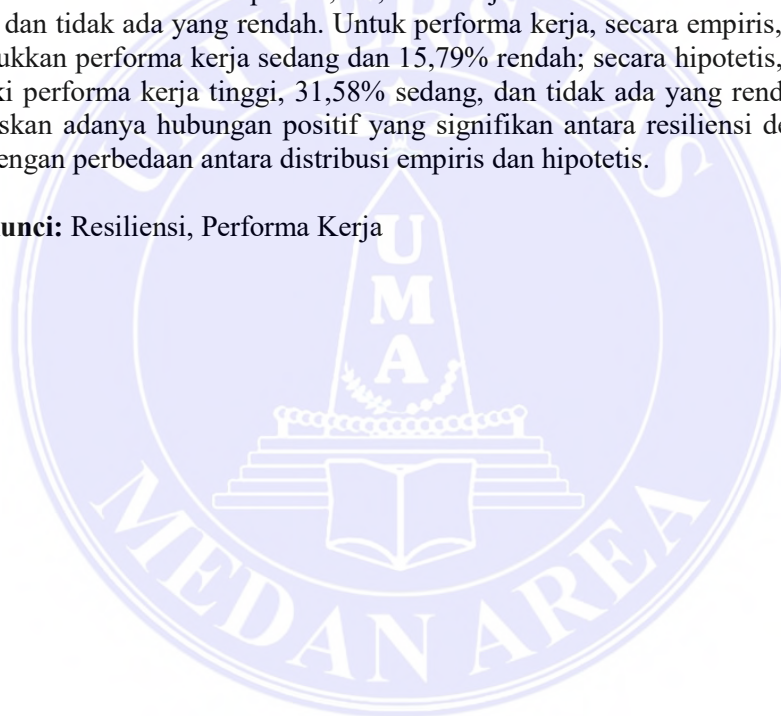 dan tidak ada yang rendah. Untuk performa kerja, secara empiris,
ukkan performa kerja sedang dan 15,79% rendah; secara hipotetis,
ki performa kerja tinggi, 31,58% sedang, dan tidak ada yang rend
skan adanya hubungan positif yang signifikan antara resiliensi de
engan perbedaan antara distribusi empiris dan hipotetis.
unci: Resiliensi, Performa Kerja
UNIVERSITAS
U
M
A
MEDAN AREA